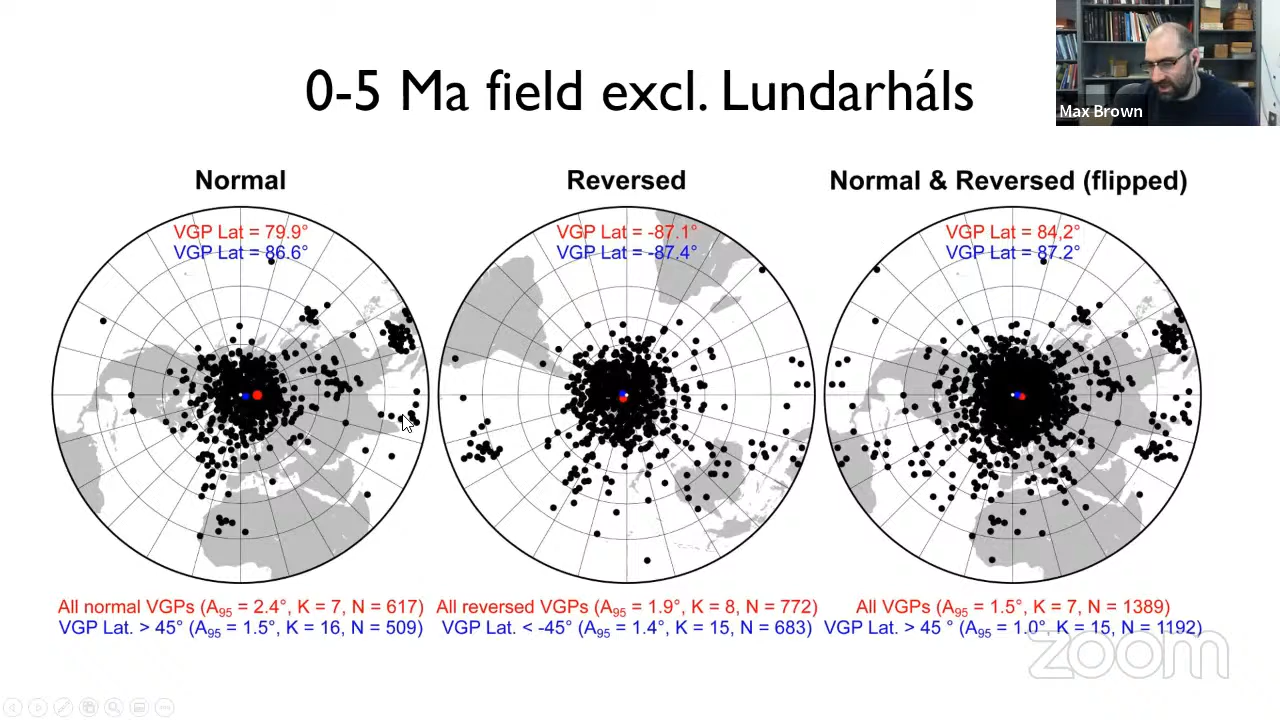 0-5 Ma field excl. Lundarháls
Max Brown
Normal
Reversed
Normal & Reversed (flipped)
VGP Lat = 79.9°
VGP Lat = 86.6°
VGP Lat = -87.1°
VGP Lat = -87.4°
VGP Lat = 84,2°
VGP Lat = 87.2°
All normal VGPs (A95 = 2.4°, K = 7, N = 617)
VGP Lat. > 45° (A95 = 1.5°, K = 16, N = 509)
All reversed VGPs (A95 = 1.9°, K = 8, N = 772)
VGP Lat. < -45° (A95 = 1.4°, K = 15, N = 683)
All VGPs (A95 = 1.5°, K = 7, N = 1389)
VGP Lat. > 45 ° (A95 = 1.0°, K = 15, N = 1192)
zoom